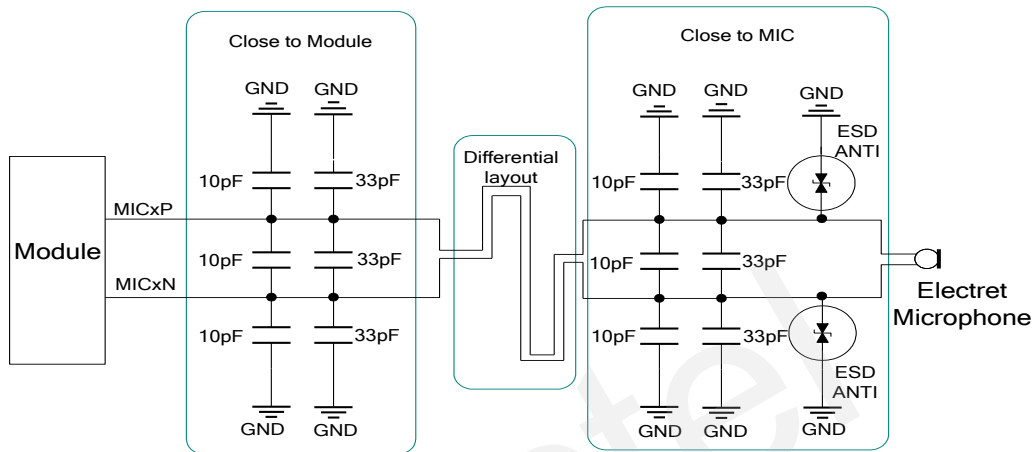 Close to Module
Close to MIC
GND GND
GND GND GND
ESD
ANTI
Differential
layout
10pF 33pF
10pF 33pF
MICxP
Module
10pF 33pF
10pF 33pF
MICxN
Electret
Microphone
10pF 33pF
10pF 33pF
ESD
ANTI
GND GND
GND GND GND